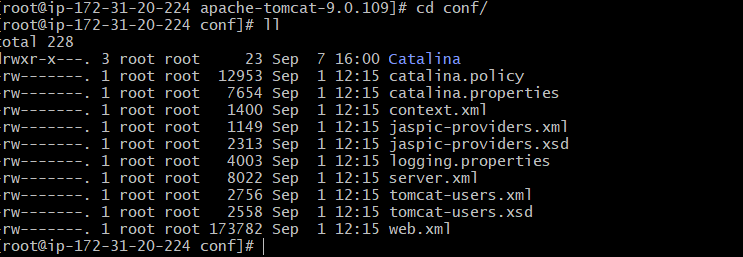 [root@ip-172-31-20-224 apache-tomcat-9.0.109]# cd conf/
[root@ip-172-31-20-224 conf]# ll
total 228
drwxr-x---. 3 root root     23 Sep  7 16:00 Catalina
-rw-------. 1 root root  12953 Sep  1 12:15 catalina.policy
-rw-------. 1 root root   7654 Sep  1 12:15 catalina.properties
-rw-------. 1 root root   1400 Sep  1 12:15 context.xml
-rw-------. 1 root root   1149 Sep  1 12:15 jaspic-providers.xml
-rw-------. 1 root root   2313 Sep  1 12:15 jaspic-providers.xsd
-rw-------. 1 root root   4003 Sep  1 12:15 logging.properties
-rw-------. 1 root root   8022 Sep  1 12:15 server.xml
-rw-------. 1 root root   2756 Sep  1 12:15 tomcat-users.xml
-rw-------. 1 root root   2558 Sep  1 12:15 tomcat-users.xsd
-rw-------. 1 root root 173782 Sep  1 12:15 web.xml
[root@ip-172-31-20-224 conf]#